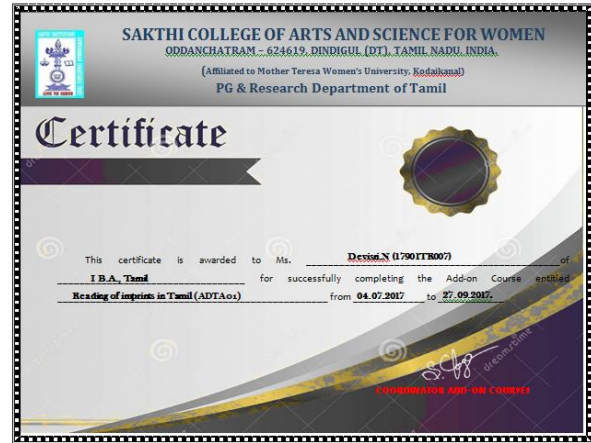 SAKTHI COLLEGE OF ARTS AND SCIENCE FOR WOMEN
ODDANCHATRAM – 624619, DINDIGUL (DT), TAMIL NADU, INDIA.
(Affiliated to Mother Teresa Women's University, Kodaikanal)
PG & Research Department of Tamil
Certificate
This certificate is awarded to Ms. Devisri.N (17901TR007) of
I B.A., Tamil for successfully completing the Add-on Course entitled
Reading of imprints in Tamil (ADTA01) from 04.07.2017 to 27.09.2017.
COORDINATOR ADD-ON COURSES
dreamstime